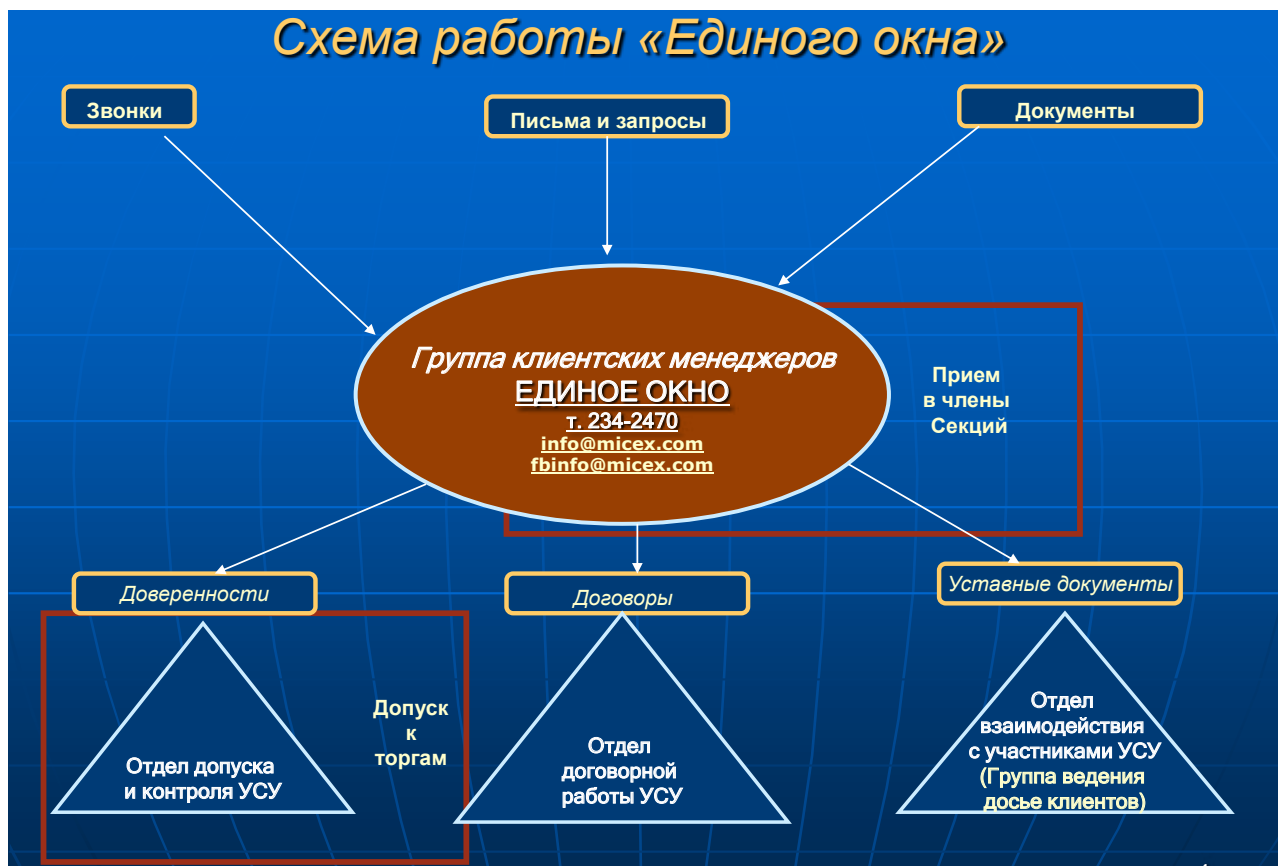 Схема работы «Единого окна»
Звонки
Письма и запросы
Документы
Группа клиентских менеджеров
ЕДИНОЕ ОКНО
т. 234-2470
info@micex.com
fbinfo@micex.com
Прием
в члены
Секций
Доверенности
Договоры
Уставные документы
Отдел допуска
и контроля УСУ
Допуск
к
торгам
Отдел
договорной
работы УСУ
Отдел
взаимодействия
с участниками УСУ
(Группа ведения
досье клиентов)